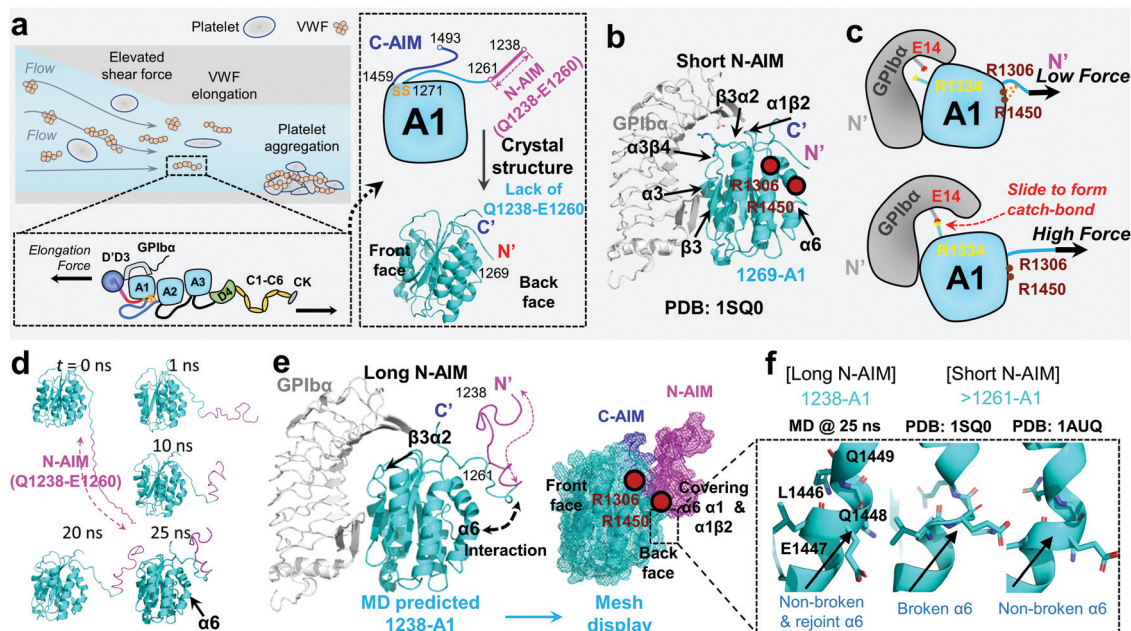 a
Platelet
VWF
Elevated
shear force
VWF
elongation
Flow
Flow
Platelet
aggregation
Elongation
Force
D'D3
GPIbα
A1
A2
A3
D4
C1-C6
CK
C-AIM
1493
1238
1261
N-AIM
(Q1238-E1260)
1459
SS
1271
A1
Crystal
structure
Lack of
Q1238-E1260
C'
N'
1269
Front
face
Back
face
b
Short N-AIM
β3α2
α1β2
GPIbα
C'
N'
α3β4
α3
R1306
R1450
β3
α6
1269-A1
PDB: 1SQ0
c
GPIbα
E14
R1334
N'
R1306
Low Force
A1
R1450
N'
GPIbα
E14
Slide to form
catch-bond
R1334
High Force
N'
A1
R1306
R1450
d
t = 0 ns
1 ns
N-AIM
(Q1238-E1260)
10 ns
20 ns
25 ns
α6
e
Long N-AIM
GPIbα
1238
N'
C'
β3α2
1261
α6
Interaction
MD predicted
1238-A1
N-AIM
C-AIM
Front
face
R1306
R1450
Covering
α6 α1 &
α1β2
Back
face
Mesh
display
f
[Long N-AIM]
[Short N-AIM]
1238-A1
>1261-A1
MD @ 25 ns
PDB: 1SQ0
PDB: 1AUQ
Q1449
L1446
Q1448
E1447
Non-broken
& rejoint α6
Broken α6
Non-broken α6